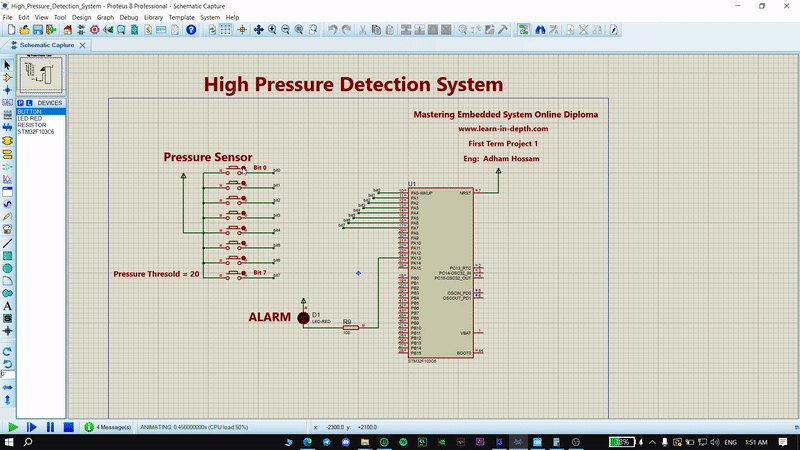 High_Pressure_Detection_System - Proteus 8 Professional - Schematic Capture
File Edit View Tool Design Graph Debug Library Template System Help
Schematic Capture
High Pressure Detection System
Mastering Embedded System Online Diploma
www.learn-in-depth.com
First Term Project 1
Eng: Adham Hossam
P L DEVICES
BUTTON
LED-RED
RESISTOR
STM32F103C6
Pressure Sensor
Bit 0
Bit 7
Pressure Thresold = 20
ALARM
D1
LED-RED
R9
100
U1
PA0-WKUP
PA1
PA2
PA3
PA4
PA5
PA6
PA7
PA8
PA9
PA10
PA11
PA12
PA13
PA14
PA15
PB0
PB1
PB2
PB3
PB4
PB5
PB6
PB7
PB8
PB9
PB10
PB11
PB12
PB13
PB14
PB15
NRST
7
PC13_RTC
PC14-OSC32_IN
PC15-OSC32_OUT
OSCIN_PD0
OSCOUT_PD1
VBAT
BOOT0
STM32F103C6
0°
4 Message(s)
ANIMATING: 0.450000000s (CPU load 50%)
x -2300.0 y +2100.0
38%
ENG
1:51 AM